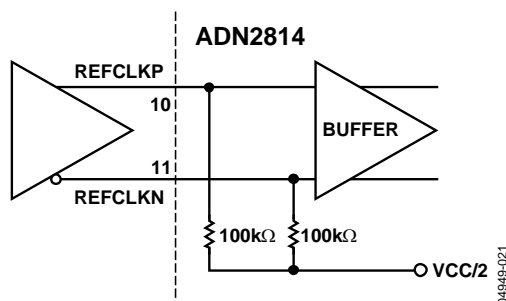 ADN2814
REFCLKP
10
BUFFER
11
REFCLKN
100kΩ
100kΩ
VCC/2
04949-021